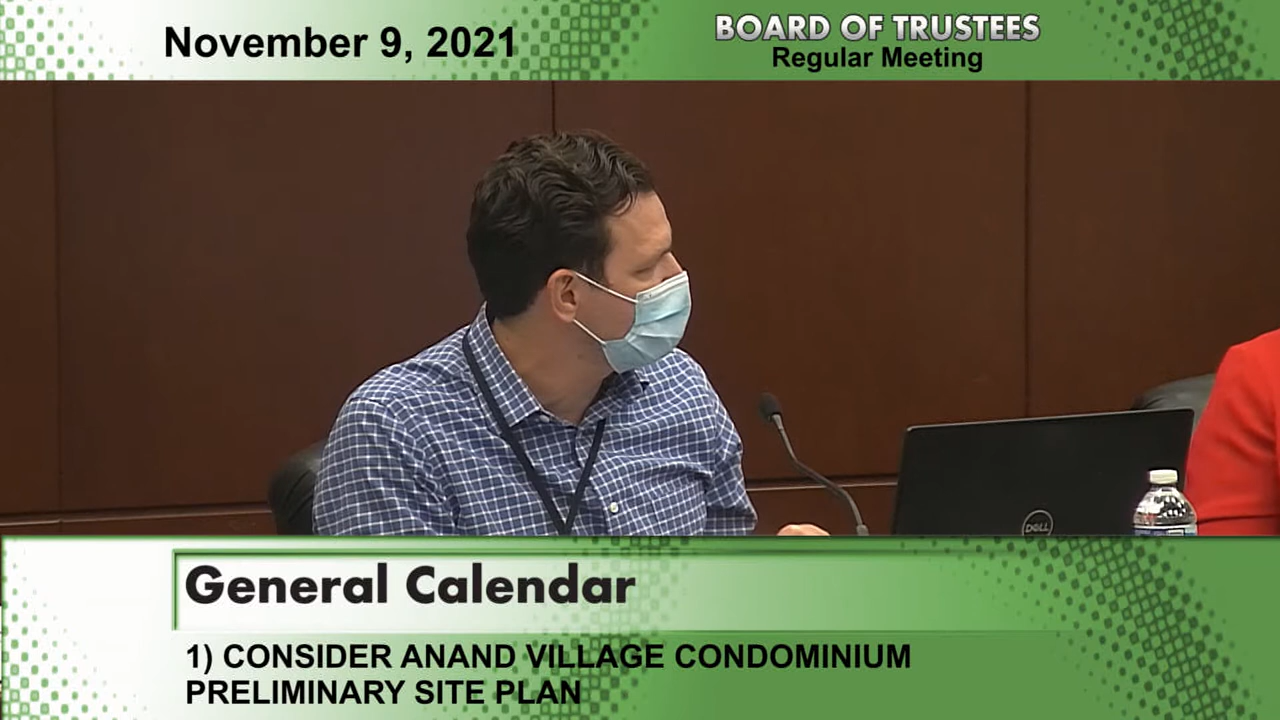 November 9, 2021
BOARD OF TRUSTEES
Regular Meeting
DELL
General Calendar
1) CONSIDER ANAND VILLAGE CONDOMINIUM
PRELIMINARY SITE PLAN